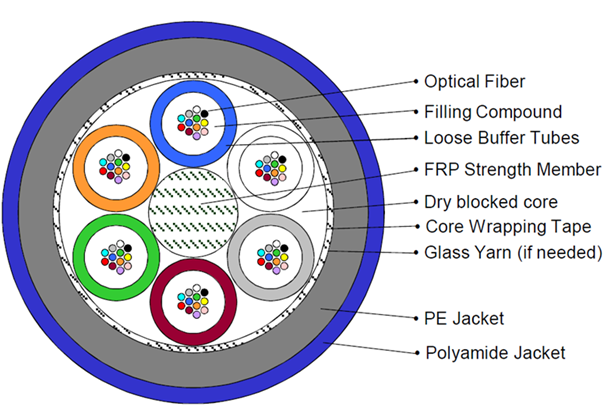 Optical Fiber
Filling Compound
Loose Buffer Tubes
FRP Strength Member
Dry blocked core
Core Wrapping Tape
Glass Yarn (if needed)
PE Jacket
Polyamide Jacket